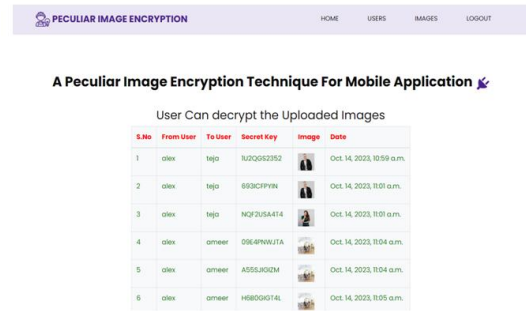 PECULIAR IMAGE ENCRYPTION HOME USERS IMAGES LOGOUT
A Peculiar Image Encryption Technique For Mobile Application
User Can decrypt the Uploaded Images
S.No From User To User Secret Key Image Date
1 alex teja 1U2QGS2352 Oct. 14, 2023, 10:59 a.m.
2 alex teja 693ICFPYIN Oct. 14, 2023, 11:01 a.m.
3 alex teja NQF2USA4T4 Oct. 14, 2023, 11:01 a.m.
4 alex ameer 09E4PNWJTA Oct. 14, 2023, 11:04 a.m.
5 alex ameer A55SJIGIZM Oct. 14, 2023, 11:04 a.m.
6 alex ameer H6BDGIGT4L Oct. 14, 2023, 11:05 a.m.